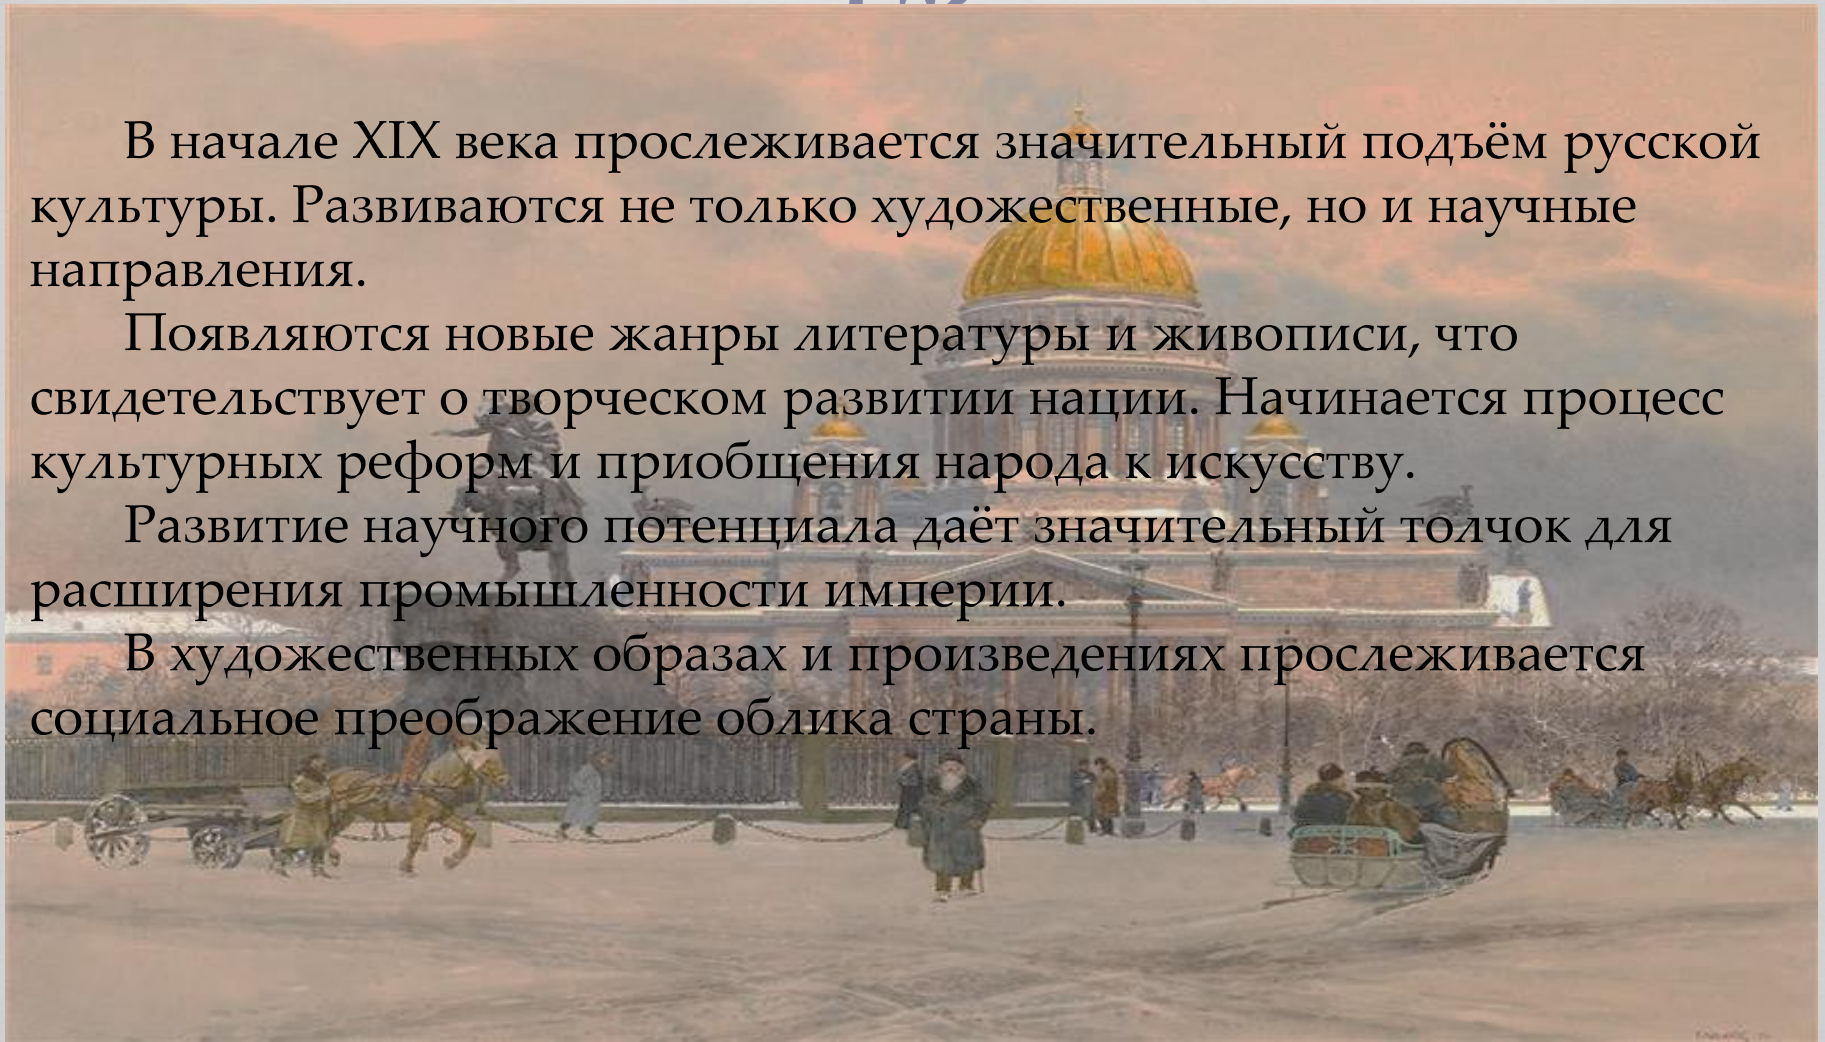 В начале XIX века прослеживается значительный подъём русской
культуры. Развиваются не только художественные, но и научные
направления.
Появляются новые жанры литературы и живописи, что
свидетельствует о творческом развитии нации. Начинается процесс
культурных реформ и приобщения народа к искусству.
Развитие научного потенциала даёт значительный толчок для
расширения промышленности империи.
В художественных образах и произведениях прослеживается
социальное преображение облика страны.